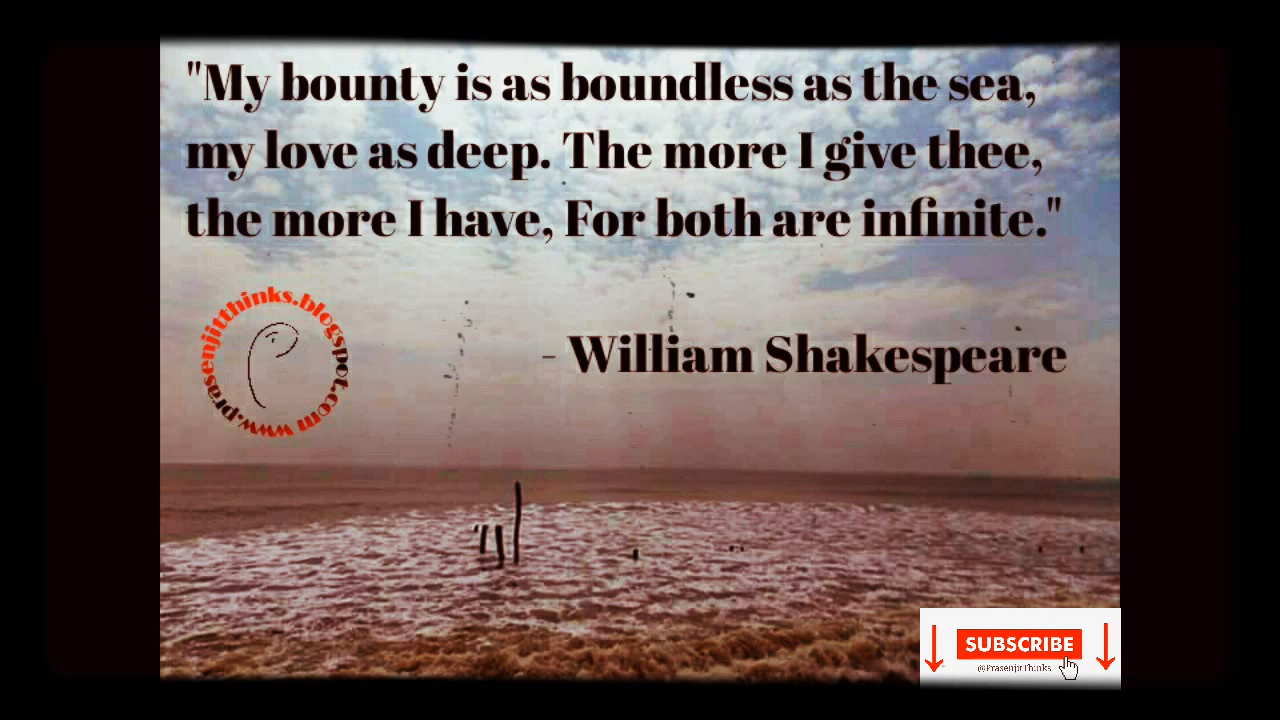 "My bounty is as boundless as the sea,
my love as deep. The more I give thee,
the more I have, For both are infinite."
- William Shakespeare
www.prasenjitthinks.blogspot.com
SUBSCRIBE
@PrasenjitThinks